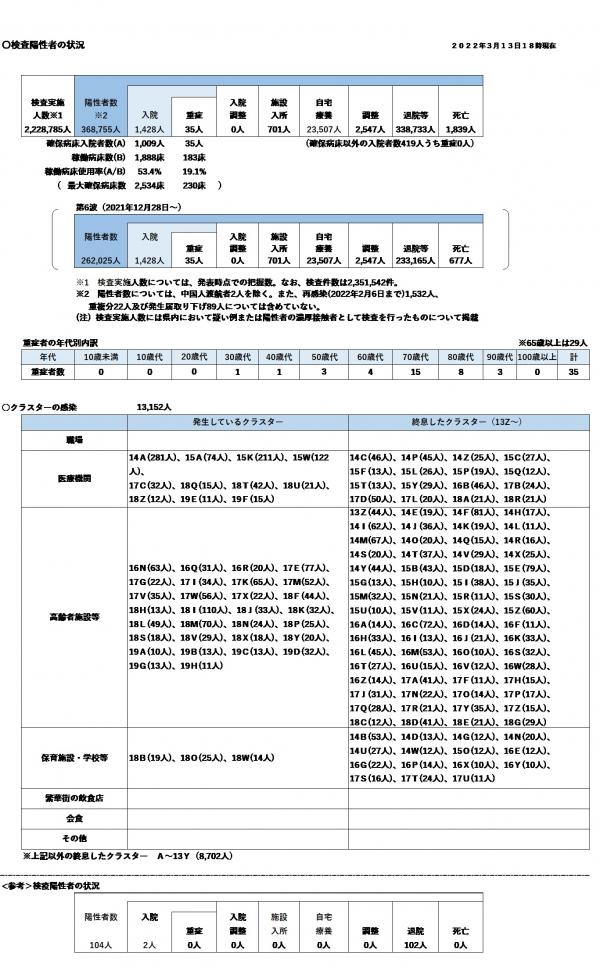 〇検査陽性者の状況
２０２２年３月１３日１８時現在
検査実施 陽性者数 入院 施設 自宅
人数※1 ※2 入院 重症 調整 入所 療養 調整 退院等 死亡
2,228,785人 368,755人 1,428人 35人 0人 701人 23,507人 2,547人 338,733人 1,839人
確保病床入院者数(A) 1,009人 35人 (確保病床以外の入院者数419人うち重症0人)
稼働病床数(B) 1,888床 183床
稼働病床使用率(A/B) 53.4% 19.1%
( 最大確保病床数 2,534床 230床 )
第6波（2021年12月28日～）
陽性者数 入院 入院 施設 自宅
重症 調整 入所 療養 調整 退院等 死亡
262,025人 1,428人 35人 0人 701人 23,507人 2,547人 233,165人 677人
※1 検査実施人数については、発表時点での把握数。なお、検査件数は2,351,542件。
※2 陽性者数については、中国人渡航者2人を除く。また、再感染(2022年2月6日まで)1,532人、
重複分22人及び発生届取り下げ89人については含めていない。
(注) 検査実施人数には県内において疑い例または陽性者の濃厚接触者として検査を行ったものについて掲載
重症者の年代別内訳 ※65歳以上は29人
年代 10歳未満 10歳代 20歳代 30歳代 40歳代 50歳代 60歳代 70歳代 80歳代 90歳代 100歳以上 計
重症者数 0 0 0 1 1 3 4 15 8 3 0 35
〇クラスターの感染 13,152人
発生しているクラスター 終息したクラスター（13Z～）
職場
医療機関
14A(281人)、15A(74人)、15K(211人)、15W(122
人)、
17C(32人)、18Q(15人)、18T(42人)、18U(21人)、
18Z(12人)、19E(11人)、19F(15人)
14C(46人)、14P(45人)、14Z(25人)、15C(27人)、
15F(13人)、15L(26人)、15P(19人)、15Q(12人)、
15T(13人)、15Y(29人)、16B(46人)、17B(24人)、
17D(50人)、17L(20人)、18A(21人)、18R(21人)
高齢者施設等
16N(63人)、16Q(31人)、16R(20人)、17E(77人)、
17G(22人)、17I(34人)、17K(65人)、17M(52人)、
17V(35人)、17W(56人)、17X(22人)、18F(44人)、
18H(13人)、18I(110人)、18J(33人)、18K(32人)、
18L(49人)、18M(70人)、18N(24人)、18P(25人)、
18S(18人)、18V(29人)、18X(18人)、18Y(20人)、
19A(10人)、19B(13人)、19C(13人)、19D(32人)、
19G(13人)、19H(11人)
13Z(44人)、14E(19人)、14F(81人)、14H(17人)、
14I(62人)、14J(36人)、14K(19人)、14L(11人)、
14M(67人)、14O(20人)、14Q(15人)、14R(16人)、
14S(20人)、14T(37人)、14V(29人)、14X(25人)、
14Y(44人)、15B(43人)、15D(18人)、15E(79人)、
15G(13人)、15H(10人)、15I(38人)、15J(35人)、
15M(32人)、15N(21人)、15R(11人)、15S(30人)、
15U(10人)、15V(11人)、15X(24人)、15Z(60人)、
16A(14人)、16C(72人)、16D(14人)、16F(11人)、
16H(33人)、16I(13人)、16J(21人)、16K(33人)、
16L(45人)、16M(53人)、16O(10人)、16S(32人)、
16T(27人)、16U(15人)、16V(12人)、16W(28人)、
16Z(14人)、17A(41人)、17F(11人)、17H(15人)、
17J(31人)、17N(22人)、17O(14人)、17P(17人)、
17Q(28人)、17R(21人)、17Y(35人)、17Z(15人)、
18C(12人)、18D(41人)、18E(21人)、18G(29人)
保育施設・学校等
18B(19人)、18O(25人)、18W(14人)
14B(53人)、14D(13人)、14G(12人)、14N(20人)、
14U(27人)、14W(12人)、15O(12人)、16E(12人)、
16G(22人)、16P(14人)、16X(10人)、16Y(10人)、
17S(16人)、17T(24人)、17U(11人)
繁華街の飲食店
会食
その他
※上記以外の終息したクラスター A～13Y（8,702人）
<参考>検疫陽性者の状況
陽性者数 入院 入院 施設 自宅
重症 調整 入所 療養 調整 退院 死亡
104人 2人 0人 0人 0人 0人 0人 102人 0人